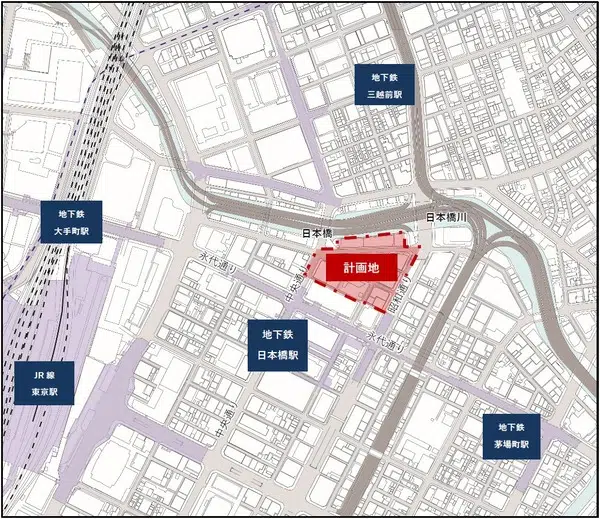 地下鉄
三越前駅
地下鉄
大手町駅
日本橋
日本橋川
永代通り
中央通り
計画地
昭和通り
地下鉄
日本橋駅
永代通り
JR線
東京駅
中央通り
地下鉄
茅場町駅